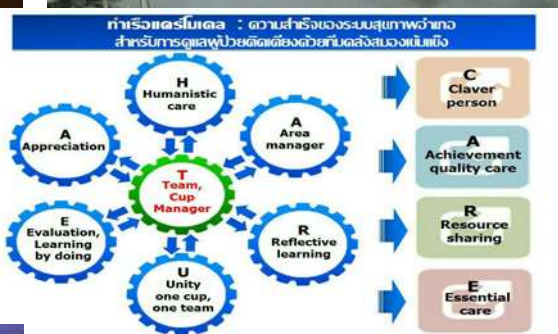 ท่าเรือแคร์โมเดล : ความสำเร็จของระบบสุขภาพอำเภอ
สำหรับการดูแลผู้ป่วยติดเตียงด้วยทีมคลังสมองเข้มแข็ง
H
Humanistic
care
A
Appreciation
A
Area
manager
T
Team,
Cup
Manager
E
Evaluation,
Learning
by doing
R
Reflective
learning
U
Unity
one cup,
one team
C
Claver
person
A
Achievement
quality care
R
Resource
sharing
E
Essential
care